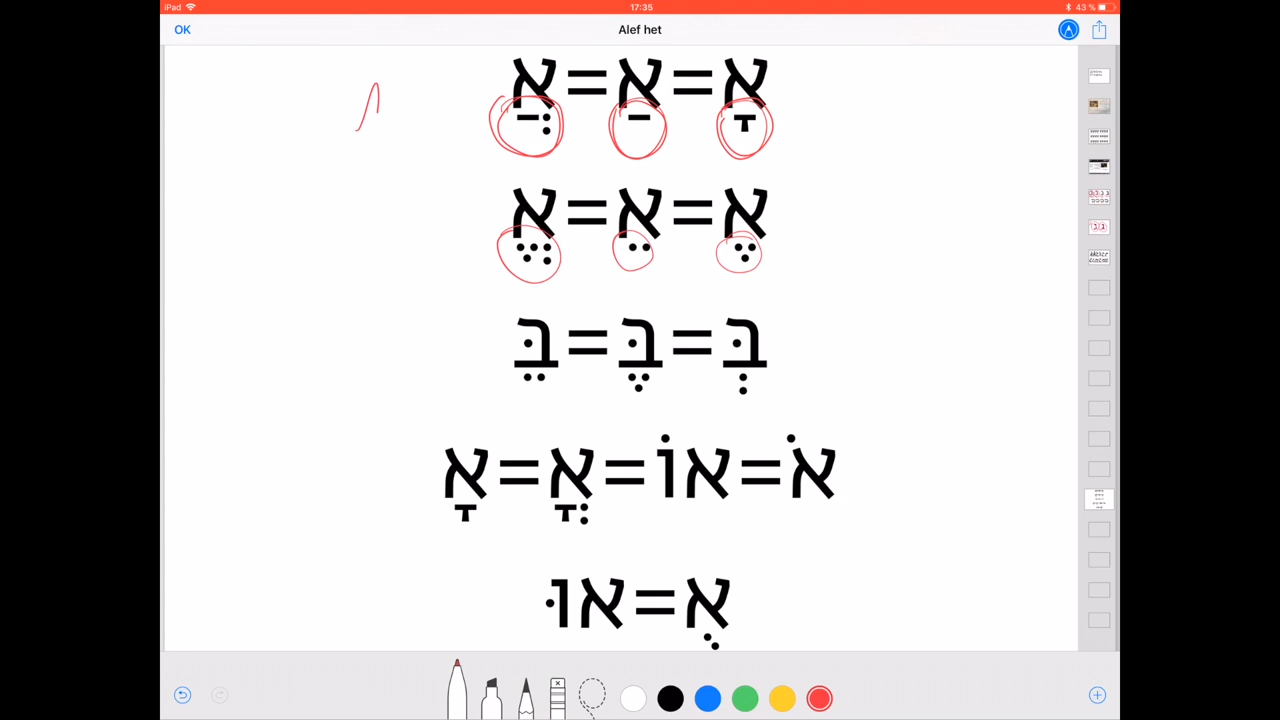 iPad 17:35 43 %
OK Alef het
אָ=אַ=אֲ
אֶ=אֵ=אֱ
בְּ=בֶּ=בֵּ
אֹ=אוֹ=אֳ=אָ
אֻ=אוּ